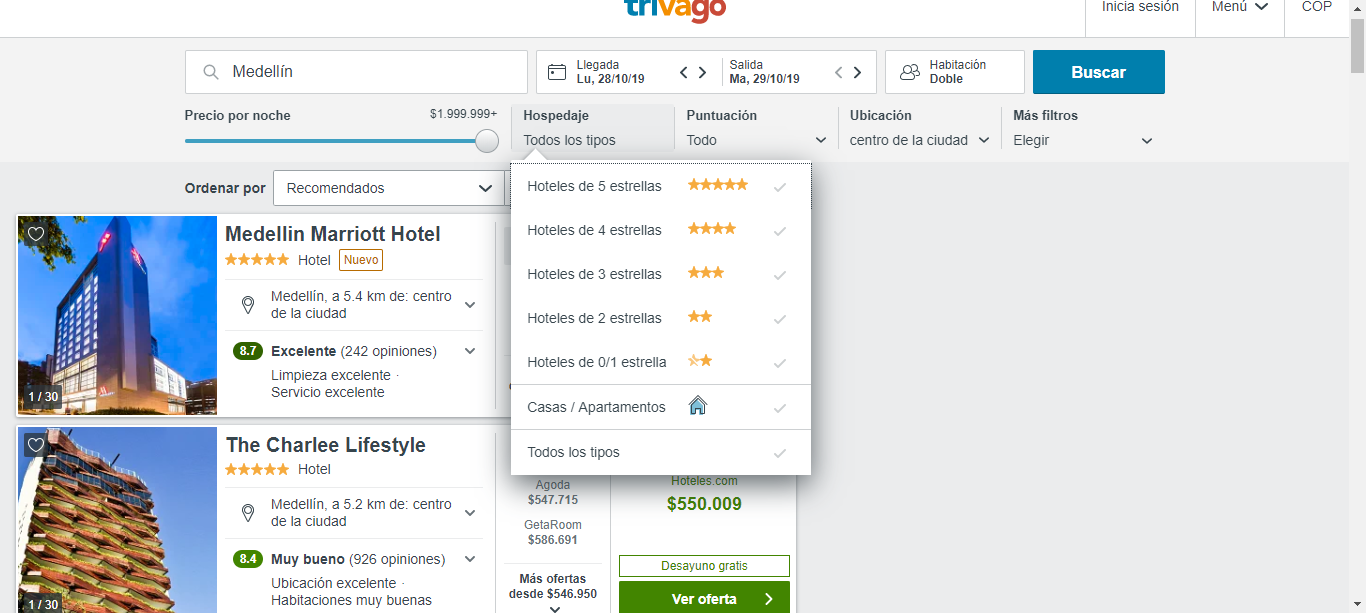 trivago
Inicia sesión
Menú
COP
Medellín
Llegada
Lu, 28/10/19
Salida
Ma, 29/10/19
Habitación
Doble
Buscar
Precio por noche
$1.999.999+
Hospedaje
Todos los tipos
Puntuación
Todo
Ubicación
centro de la ciudad
Más filtros
Elegir
Ordenar por
Recomendados
Hoteles de 5 estrellas
Hoteles de 4 estrellas
Hoteles de 3 estrellas
Hoteles de 2 estrellas
Hoteles de 0/1 estrella
Casas / Apartamentos
Todos los tipos
Medellin Marriott Hotel
Hotel
Nuevo
Medellín, a 5.4 km de: centro
de la ciudad
8.7 Excelente (242 opiniones)
Limpieza excelente ·
Servicio excelente
1 / 30
The Charlee Lifestyle
Hotel
Medellín, a 5.2 km de: centro
de la ciudad
8.4 Muy bueno (926 opiniones)
Ubicación excelente ·
Habitaciones muy buenas
1 / 30
Agoda
$547.715
GetaRoom
$586.691
Más ofertas
desde $546.950
Hoteles.com
$550.009
Desayuno gratis
Ver oferta